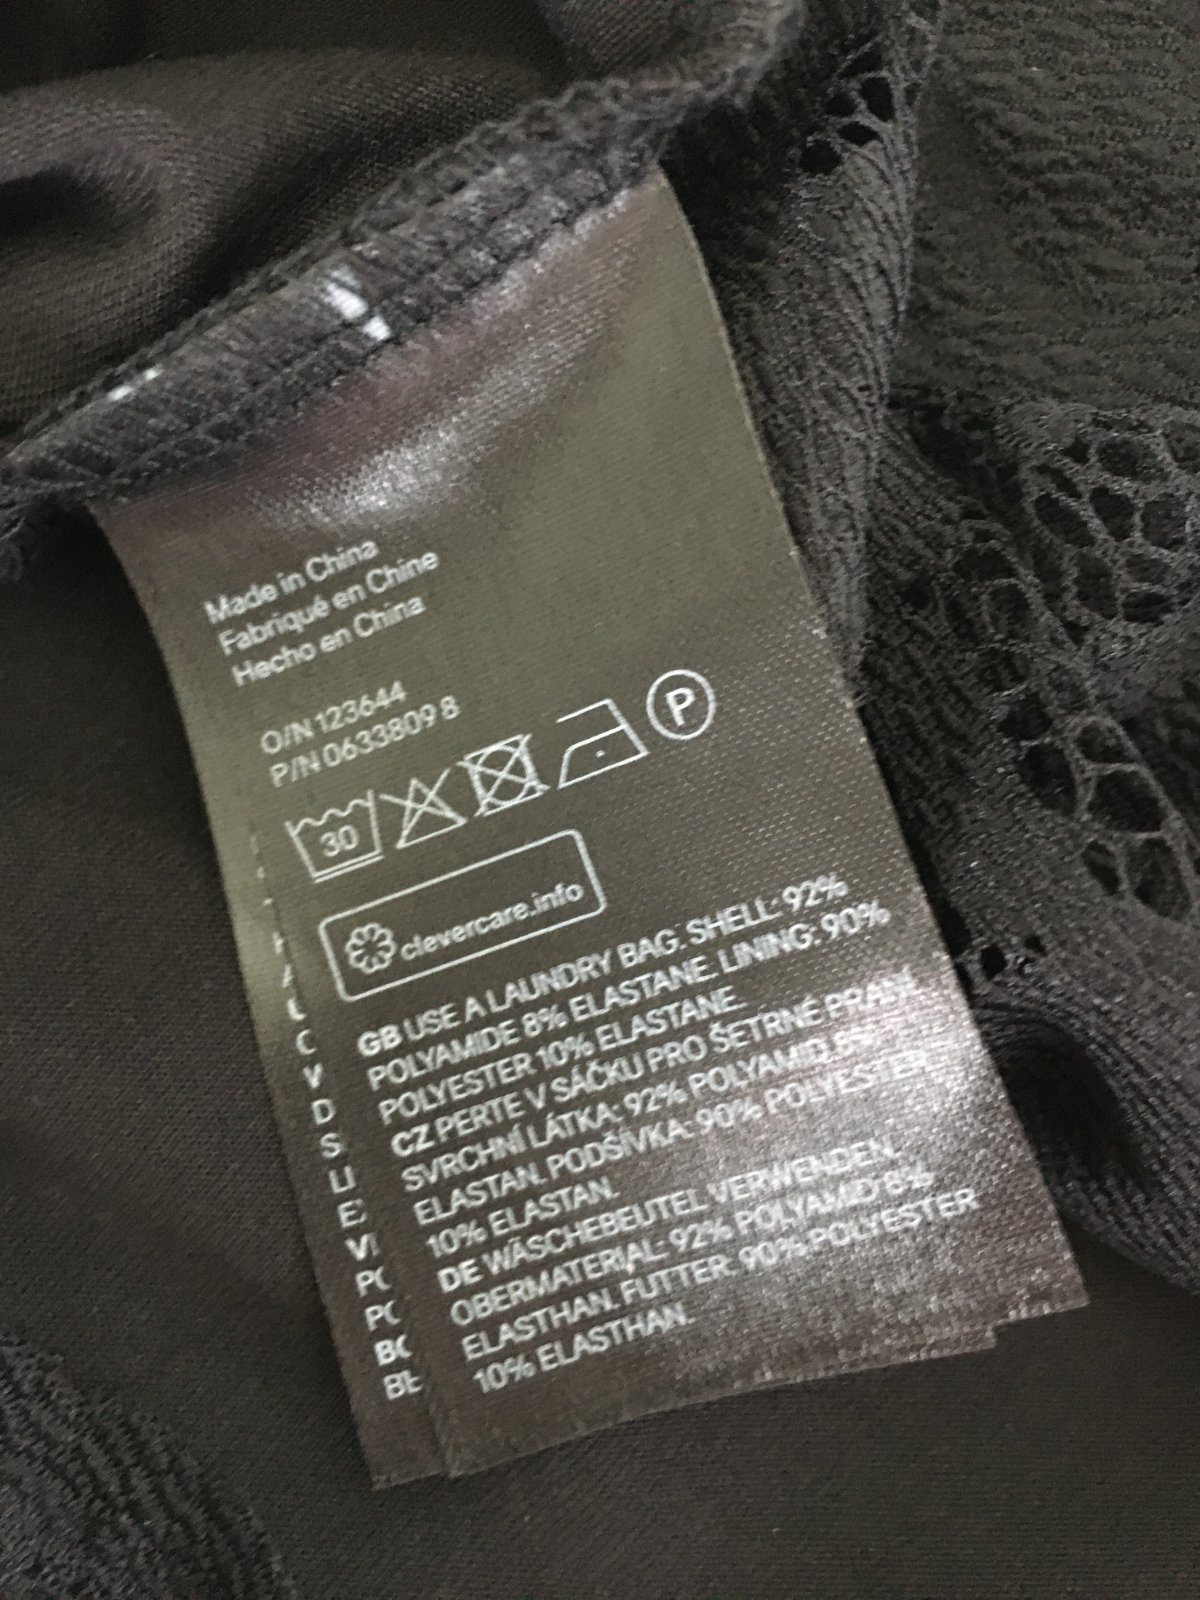 Made in China
Fabriqué en Chine
Hecho en China
O/N 123644
P/N 0633809 8
30
P
clevercare.info
GB USE A LAUNDRY BAG. SHELL: 92%
POLYAMIDE 8% ELASTANE. LINING: 90%
POLYESTER 10% ELASTANE.
CZ PERTE V SÁČKU PRO ŠETRNÉ PRANÍ.
SVRCHNÍ LÁTKA: 92% POLYAMID 8%
ELASTAN. PODŠÍVKA: 90% POLYESTER
10% ELASTAN.
DE WÄSCHEBEUTEL VERWENDEN.
OBERMATERIAL: 92% POLYAMID 8%
ELASTHAN. FUTTER: 90% POLYESTER
10% ELASTHAN.